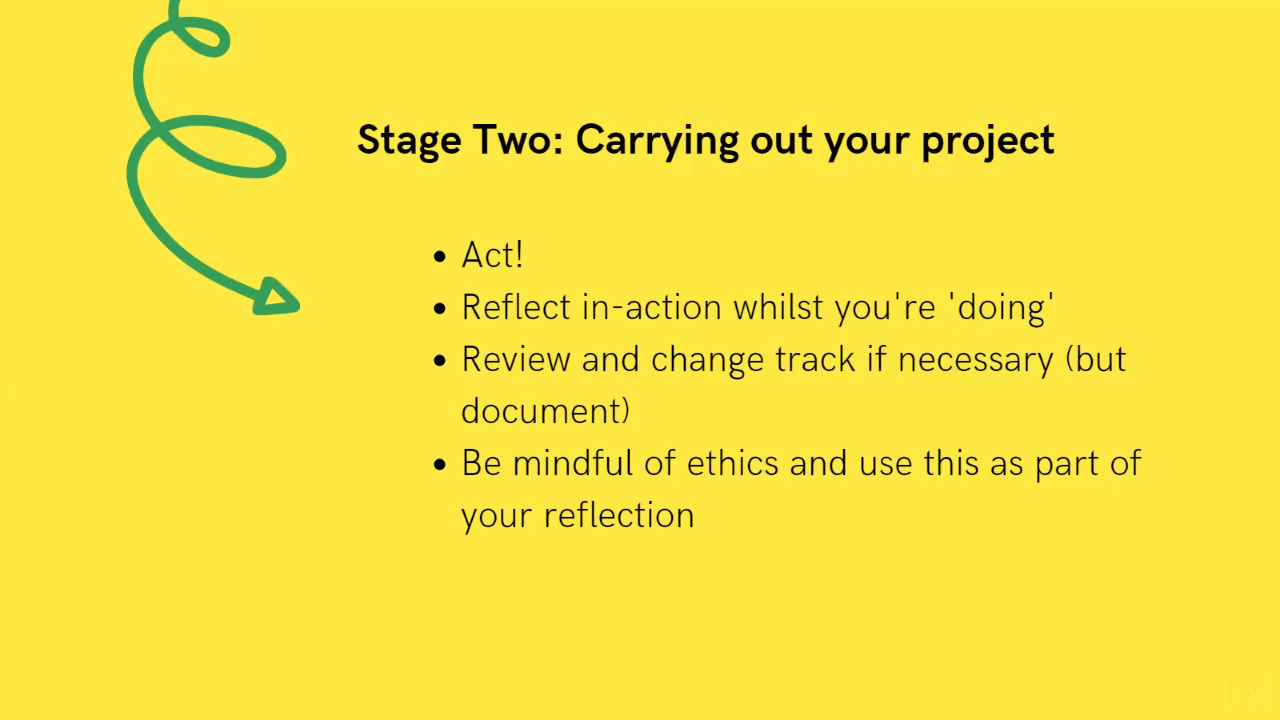 Stage Two: Carrying out your project
• Act!
• Reflect in-action whilst you're 'doing'
• Review and change track if necessary (but
document)
• Be mindful of ethics and use this as part of
your reflection